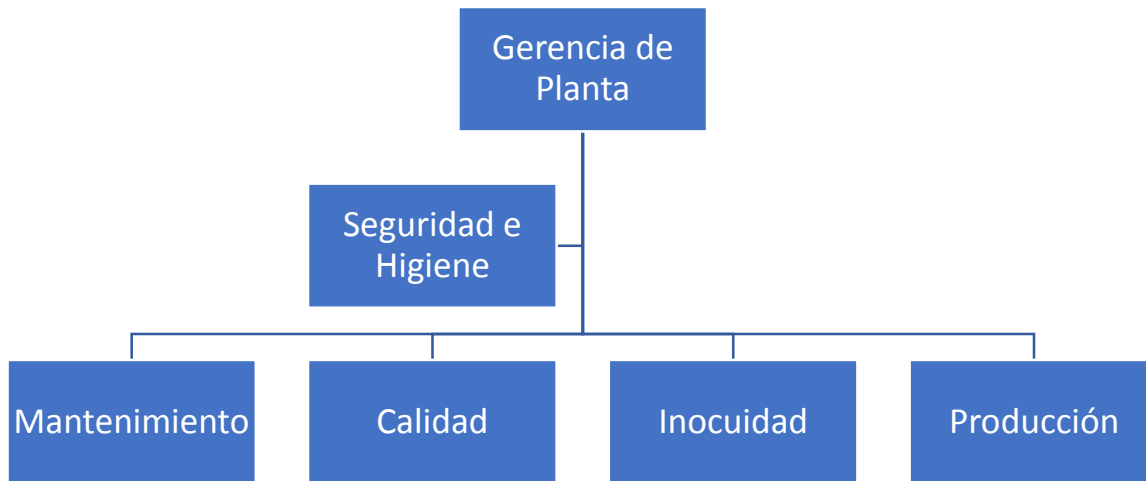 Gerencia de
Planta
Seguridad e
Higiene
Mantenimiento
Calidad
Inocuidad
Producción